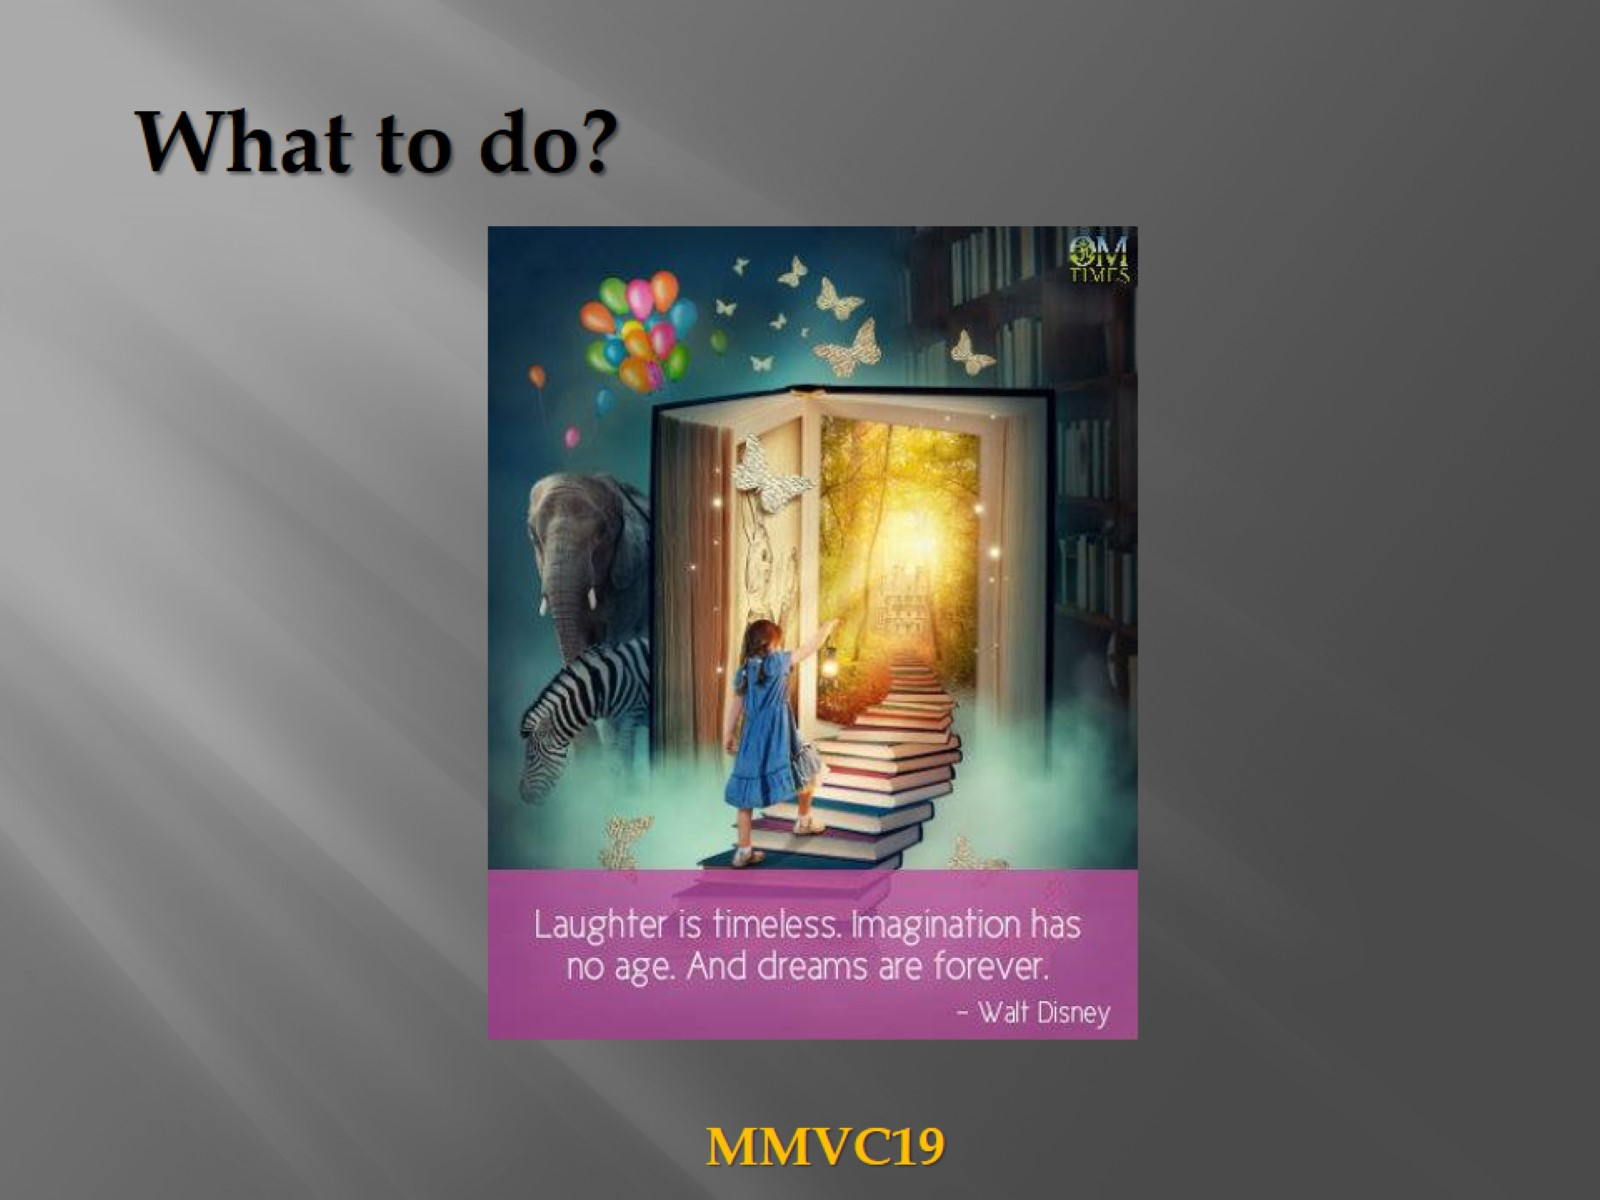 What to do?
OM
TIMES
Laughter is timeless. Imagination has
no age. And dreams are forever.
- Walt Disney
MMVC19